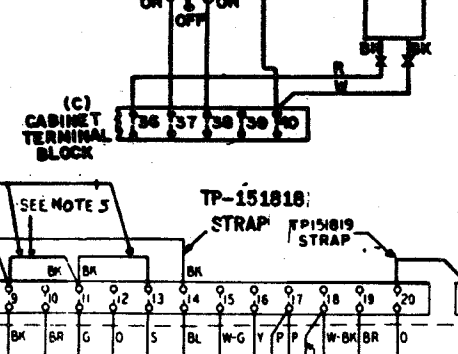 ON OFF ON
BK BK
R
W
(C)
CABINET
TERMINAL
BLOCK
36 37 38 39 40
SEE NOTE 3
TP-151818
STRAP
TP151819
STRAP
BK BK BK
9 10 11 12 13 14 15 16 17 18 19 20
BK BR G O S BL W-G Y P P W-BK BR O